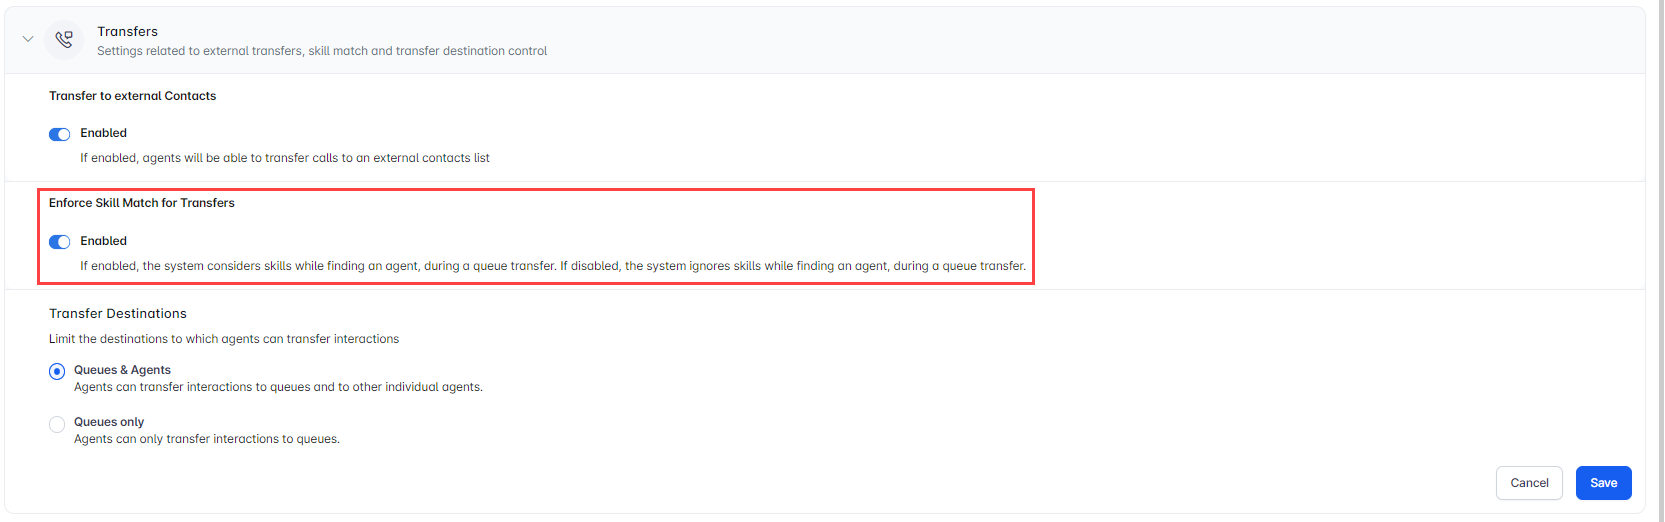 Transfers
Settings related to external transfers, skill match and transfer destination control
Transfer to external Contacts
Enabled
If enabled, agents will be able to transfer calls to an external contacts list
Enforce Skill Match for Transfers
Enabled
If enabled, the system considers skills while finding an agent, during a queue transfer. If disabled, the system ignores skills while finding an agent, during a queue transfer.
Transfer Destinations
Limit the destinations to which agents can transfer interactions
Queues & Agents
Agents can transfer interactions to queues and to other individual agents.
Queues only
Agents can only transfer interactions to queues.
Cancel Save